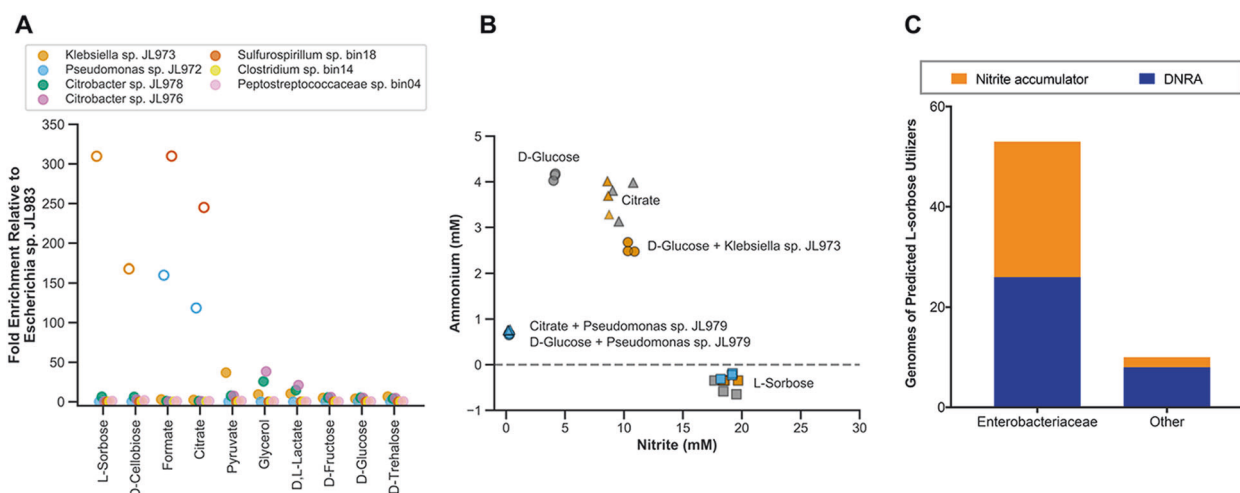 A
Klebsiella sp. JL973
Pseudomonas sp. JL972
Citrobacter sp. JL978
Citrobacter sp. JL976
Sulfurospirillum sp. bin18
Clostridium sp. bin14
Peptostreptococcaceae sp. bin04
Fold Enrichment Relative to
Escherichia sp. JL983
350
300
250
200
150
100
50
0
L-Sorbose
D-Cellobiose
Formate
Citrate
Pyruvate
Glycerol
D,L-Lactate
D-Fructose
D-Glucose
D-Trehalose
B
Ammonium (mM)
5
4
3
2
1
0
−1
D-Glucose
Citrate
D-Glucose + Klebsiella sp. JL973
Citrate + Pseudomonas sp. JL979
D-Glucose + Pseudomonas sp. JL979
L-Sorbose
0
5
10
15
20
25
30
Nitrite (mM)
C
Nitrite accumulator
DNRA
Genomes of Predicted L-sorbose Utilizers
60
40
20
0
Enterobacteriaceae
Other